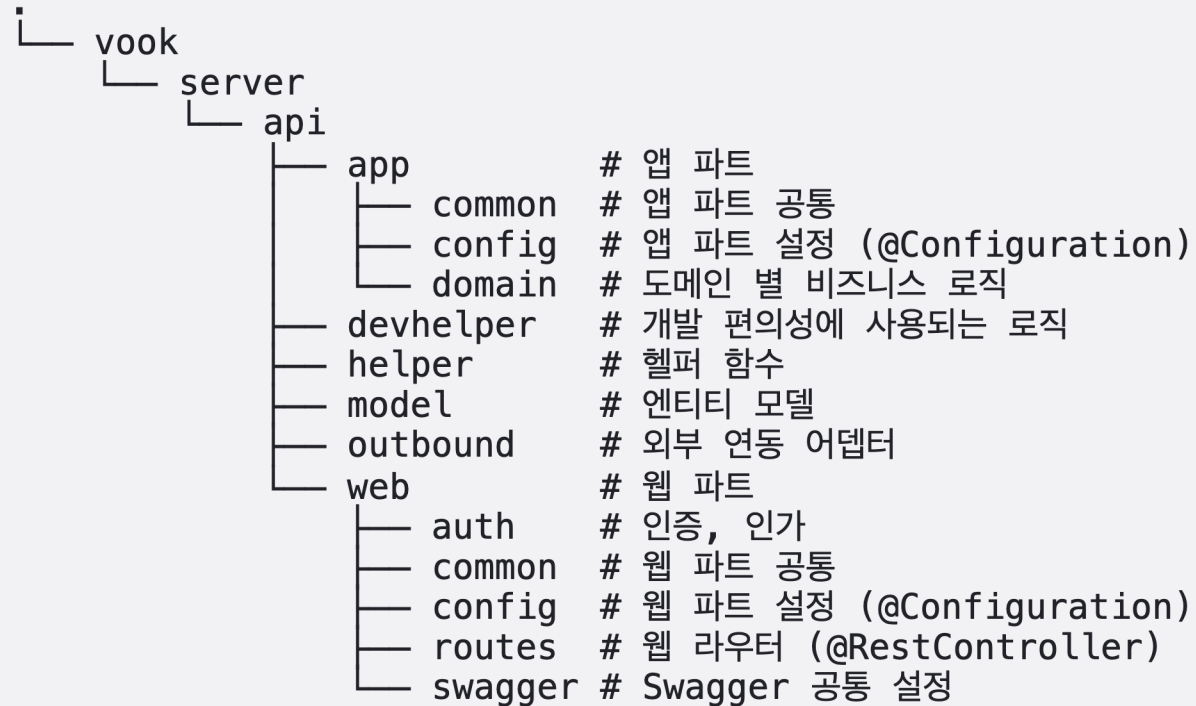 .
└── vook
    └── server
        └── api
            ├── app         # 앱 파트
            │   ├── common  # 앱 파트 공통
            │   ├── config  # 앱 파트 설정 (@Configuration)
            │   └── domain  # 도메인 별 비즈니스 로직
            ├── devhelper   # 개발 편의성에 사용되는 로직
            ├── helper      # 헬퍼 함수
            ├── model       # 엔티티 모델
            ├── outbound    # 외부 연동 어뎁터
            └── web         # 웹 파트
                ├── auth    # 인증, 인가
                ├── common  # 웹 파트 공통
                ├── config  # 웹 파트 설정 (@Configuration)
                ├── routes  # 웹 라우터 (@RestController)
                └── swagger # Swagger 공통 설정